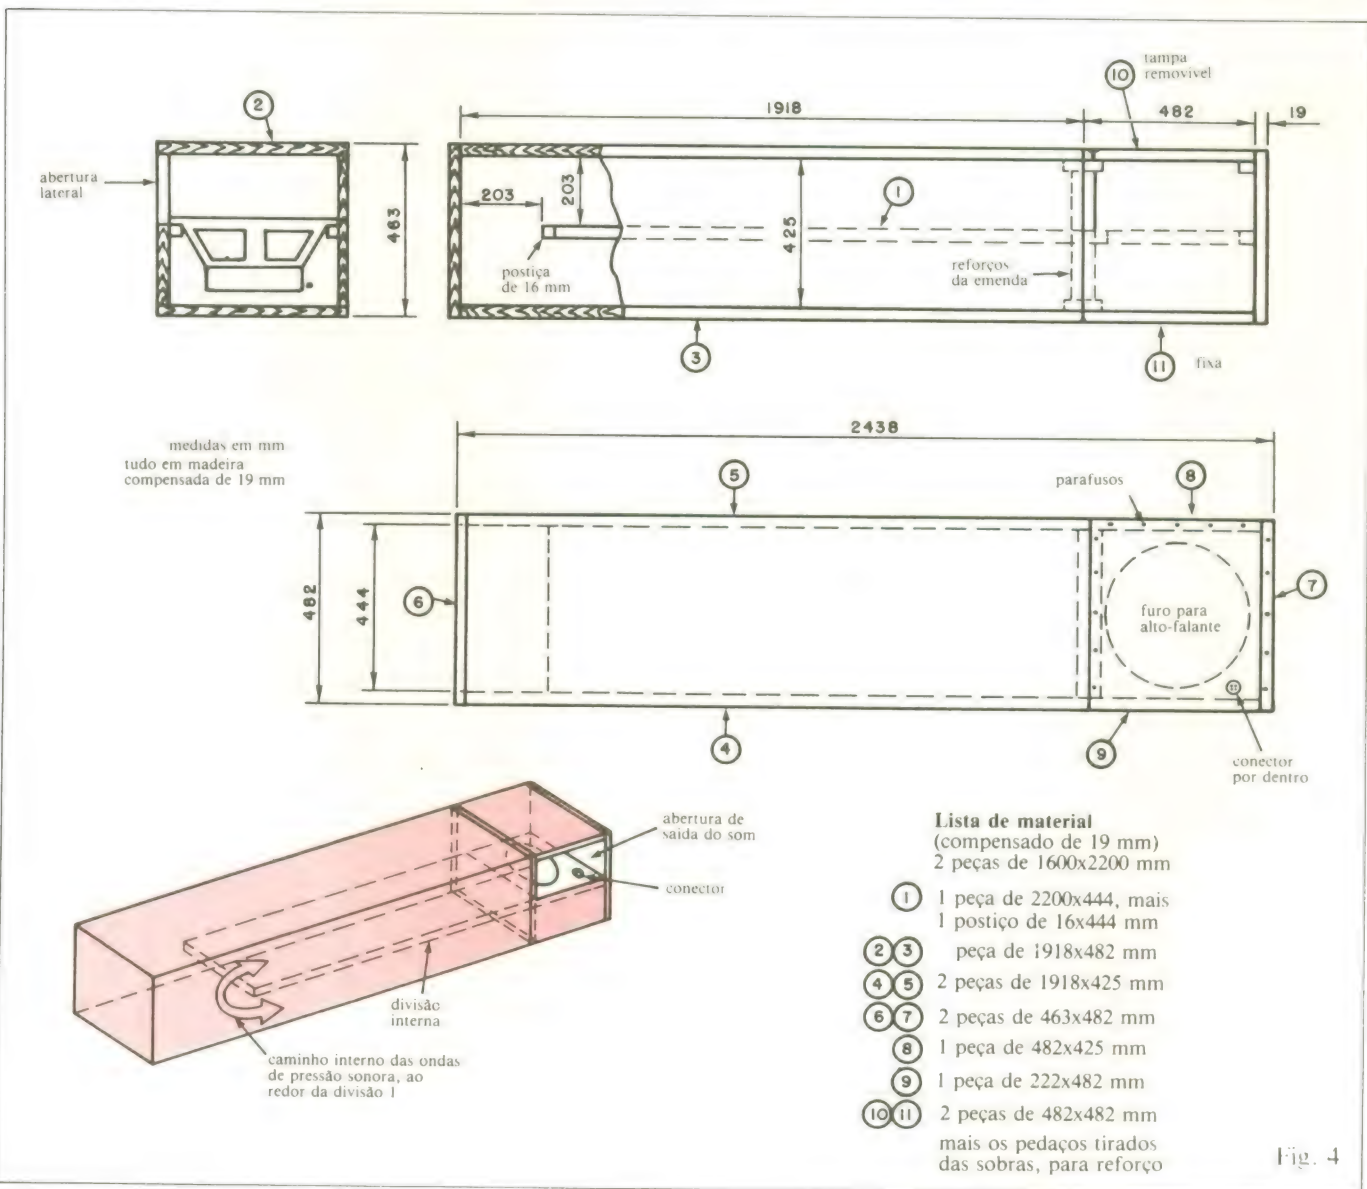 2
abertura
lateral
463
10
tampa
removível
1918
482
19
203
203
1
425
postiça
de 16 mm
reforços
da emenda
3
11
fixa
medidas em mm
tudo em madeira
compensada de 19 mm
2438
5
parafusos
8
482
444
6
furo para
alto-falante
7
4
9
conector
por dentro
abertura de
saída do som
conector
divisão
interna
caminho interno das ondas
de pressão sonora, ao
redor da divisão 1
Lista de material
(compensado de 19 mm)
2 peças de 1600x2200 mm
1 1 peça de 2200x444, mais
1 postiço de 16x444 mm
2 3 peça de 1918x482 mm
4 5 2 peças de 1918x425 mm
6 7 2 peças de 463x482 mm
8 1 peça de 482x425 mm
9 1 peça de 222x482 mm
10 11 2 peças de 482x482 mm
mais os pedaços tirados
das sobras, para reforço
Fig. 4